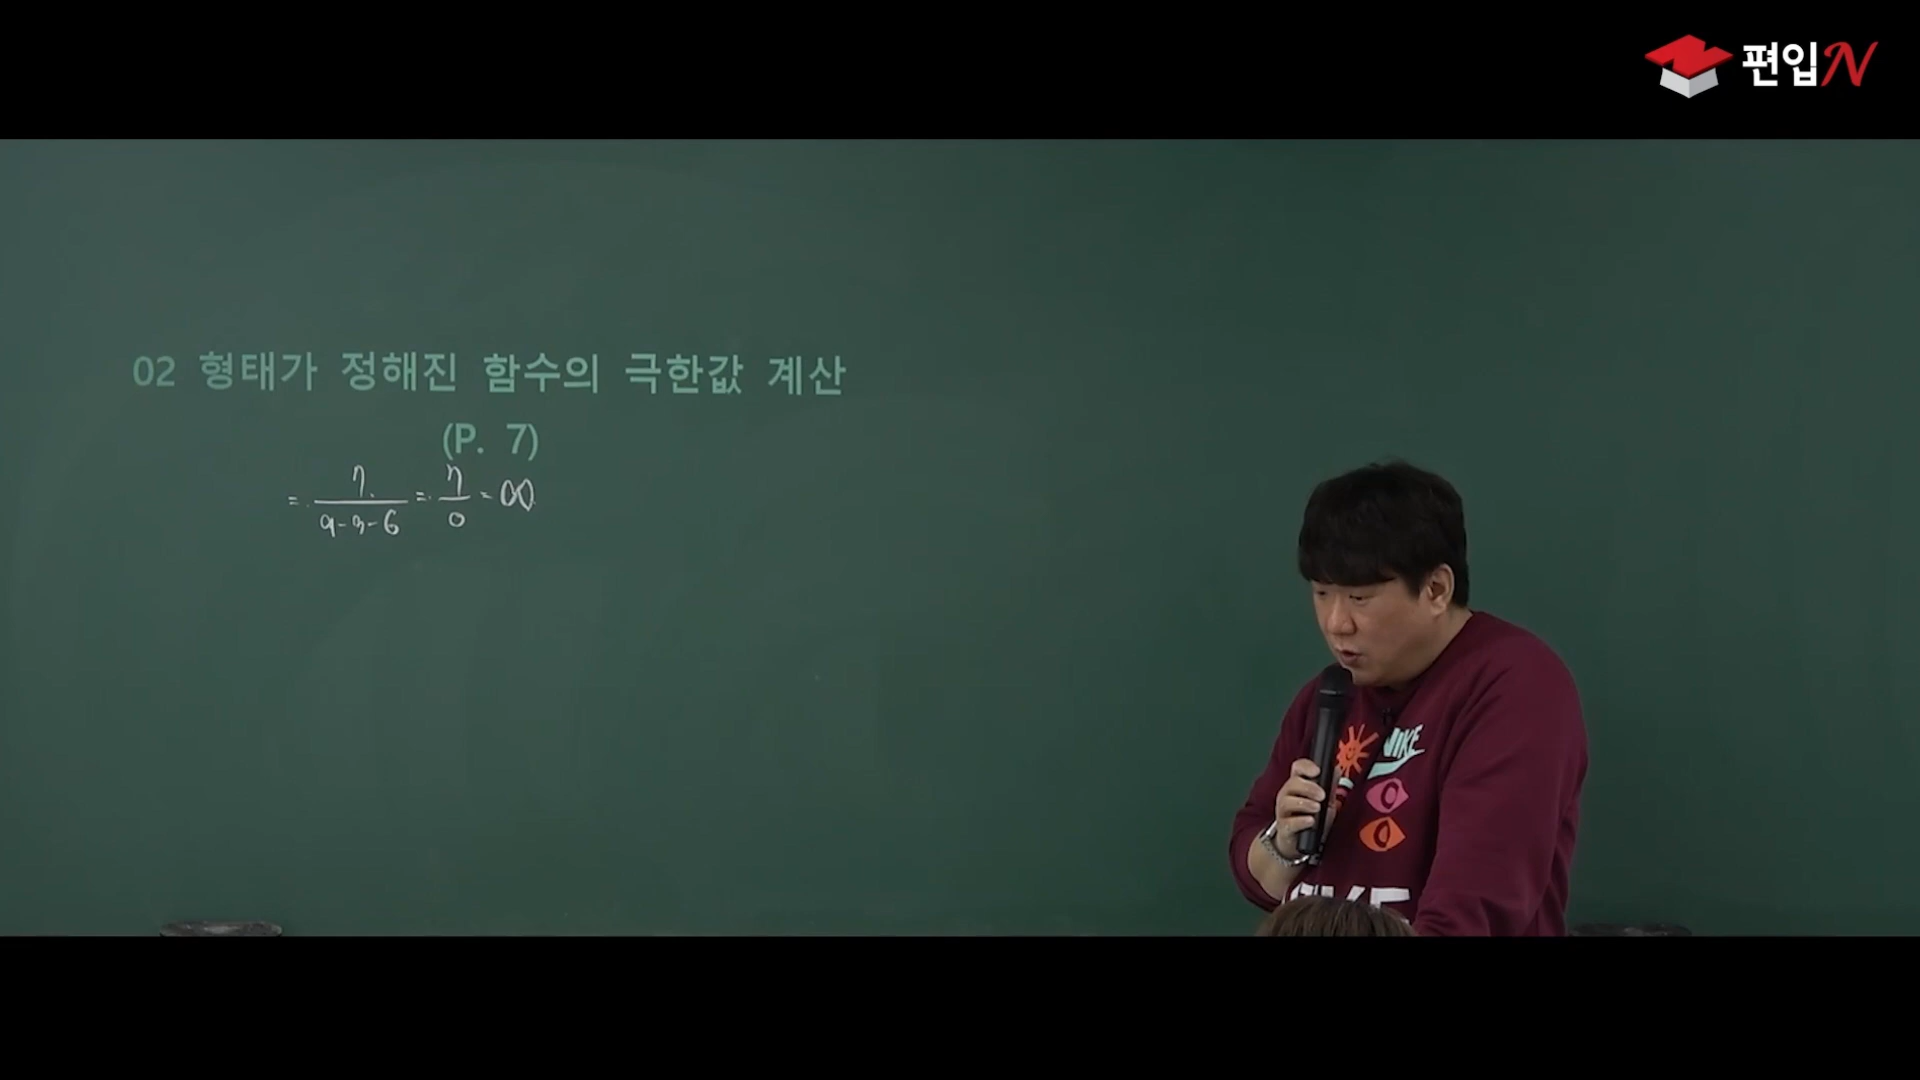 편입N
02 형태가 정해진 함수의 극한값 계산
(P. 7)
= 7 / 9-3-6 = 7 / 0 = ∞
NIKE